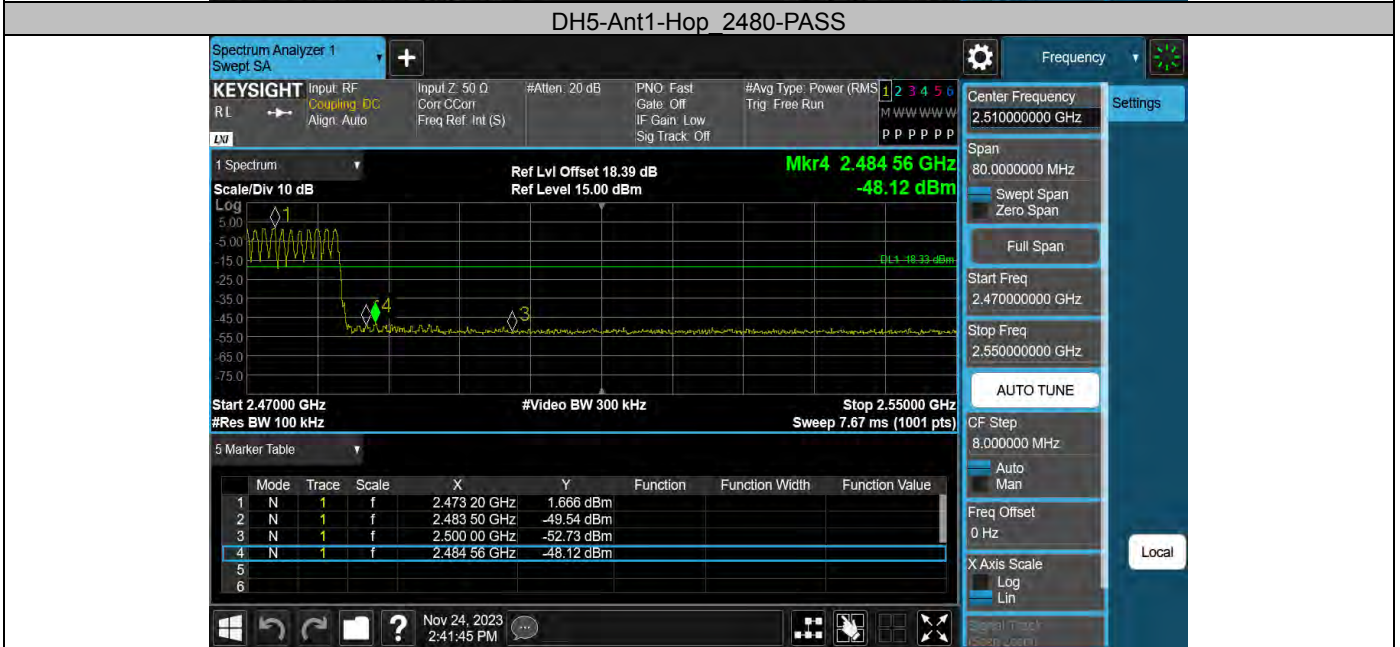 DH5-Ant1-Hop_2480-PASS
Spectrum Analyzer 1
Swept SA
+
Frequency
KEYSIGHT
RL
LXI
Input: RF
Coupling: DC
Align: Auto
Input Z: 50 Ω
Corr CCorr
Freq Ref: Int (S)
#Atten: 20 dB
PNO: Fast
Gate: Off
IF Gain: Low
Sig Track: Off
#Avg Type: Power (RMS
Trig: Free Run
1 2 3 4 5 6
M W W W W W
P P P P P P
1 Spectrum
Scale/Div 10 dB
Ref Lvl Offset 18.39 dB
Ref Level 15.00 dBm
Mkr4 2.484 56 GHz
-48.12 dBm
Log
5.00
-5.00
-15.0
-25.0
-35.0
-45.0
-55.0
-65.0
-75.0
1
4
3
DL1 -18.33 dBm
Start 2.47000 GHz
#Res BW 100 kHz
#Video BW 300 kHz
Stop 2.55000 GHz
Sweep 7.67 ms (1001 pts)
5 Marker Table
Mode Trace Scale X Y Function Function Width Function Value
1 N 1 f 2.473 20 GHz 1.666 dBm
2 N 1 f 2.483 50 GHz -49.54 dBm
3 N 1 f 2.500 00 GHz -52.73 dBm
4 N 1 f 2.484 56 GHz -48.12 dBm
5
6
Center Frequency
2.510000000 GHz
Settings
Span
80.0000000 MHz
Swept Span
Zero Span
Full Span
Start Freq
2.470000000 GHz
Stop Freq
2.550000000 GHz
AUTO TUNE
CF Step
8.000000 MHz
Auto
Man
Freq Offset
0 Hz
X Axis Scale
Log
Lin
Signal Track
(Span Zoom)
Local
?
Nov 24, 2023
2:41:45 PM